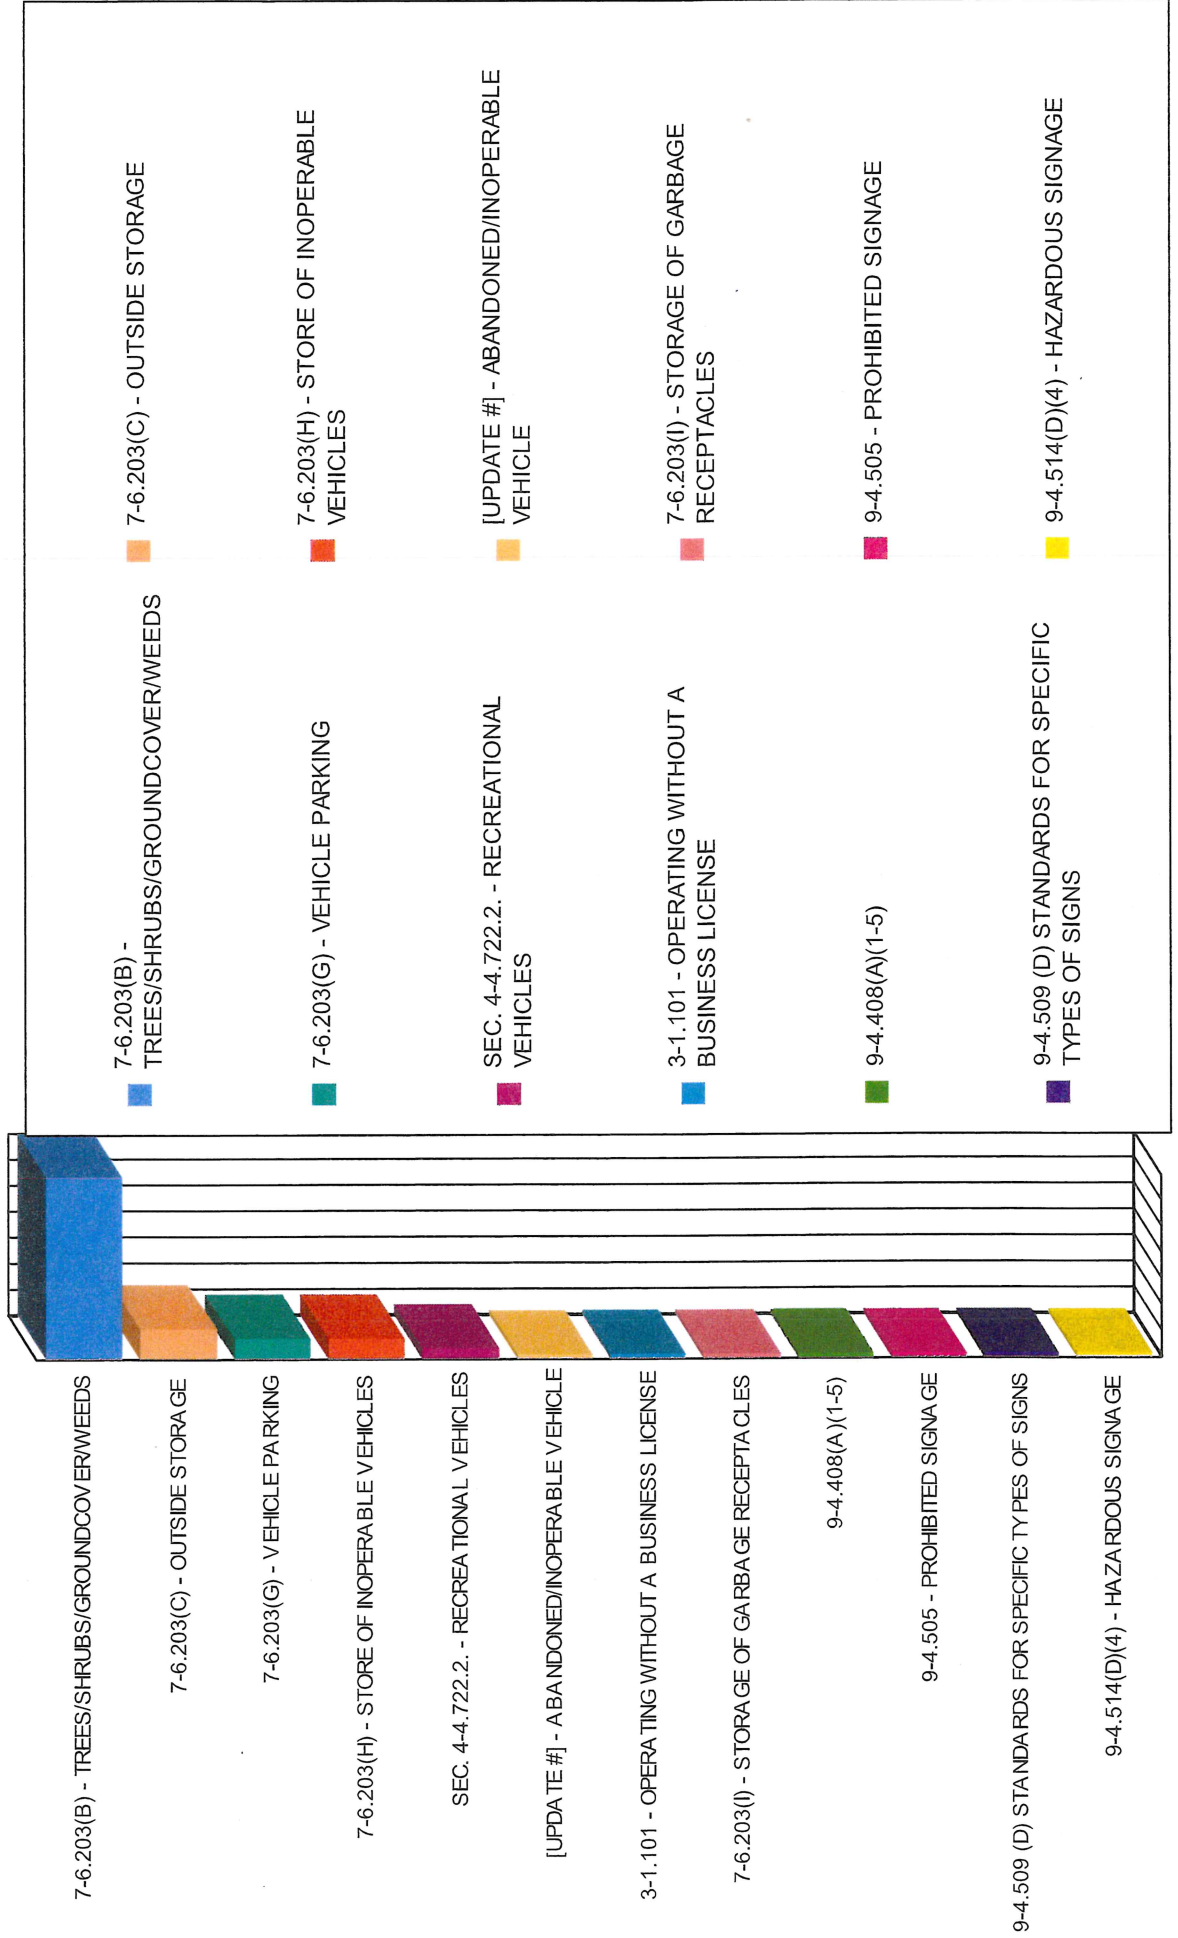 7-6.203(B) - TREES/SHRUBS/GROUNDCOVER/WEEDS
7-6.203(C) - OUTSIDE STORAGE
7-6.203(G) - VEHICLE PARKING
7-6.203(H) - STORE OF INOPERABLE VEHICLES
SEC. 4-4.722.2. - RECREATIONAL VEHICLES
[UPDATE #] - ABANDONED/INOPERABLE VEHICLE
3-1.101 - OPERATING WITHOUT A BUSINESS LICENSE
7-6.203(I) - STORAGE OF GARBAGE RECEPTACLES
9-4.408(A)(1-5)
9-4.505 - PROHIBITED SIGNAGE
9-4.509 (D) STANDARDS FOR SPECIFIC TYPES OF SIGNS
9-4.514(D)(4) - HAZARDOUS SIGNAGE
7-6.203(B) -
TREES/SHRUBS/GROUNDCOVER/WEEDS
7-6.203(C) - OUTSIDE STORAGE
7-6.203(G) - VEHICLE PARKING
7-6.203(H) - STORE OF INOPERABLE
VEHICLES
SEC. 4-4.722.2. - RECREATIONAL
VEHICLES
[UPDATE #] - ABANDONED/INOPERABLE
VEHICLE
3-1.101 - OPERATING WITHOUT A
BUSINESS LICENSE
7-6.203(I) - STORAGE OF GARBAGE
RECEPTACLES
9-4.408(A)(1-5)
9-4.505 - PROHIBITED SIGNAGE
9-4.509 (D) STANDARDS FOR SPECIFIC
TYPES OF SIGNS
9-4.514(D)(4) - HAZARDOUS SIGNAGE